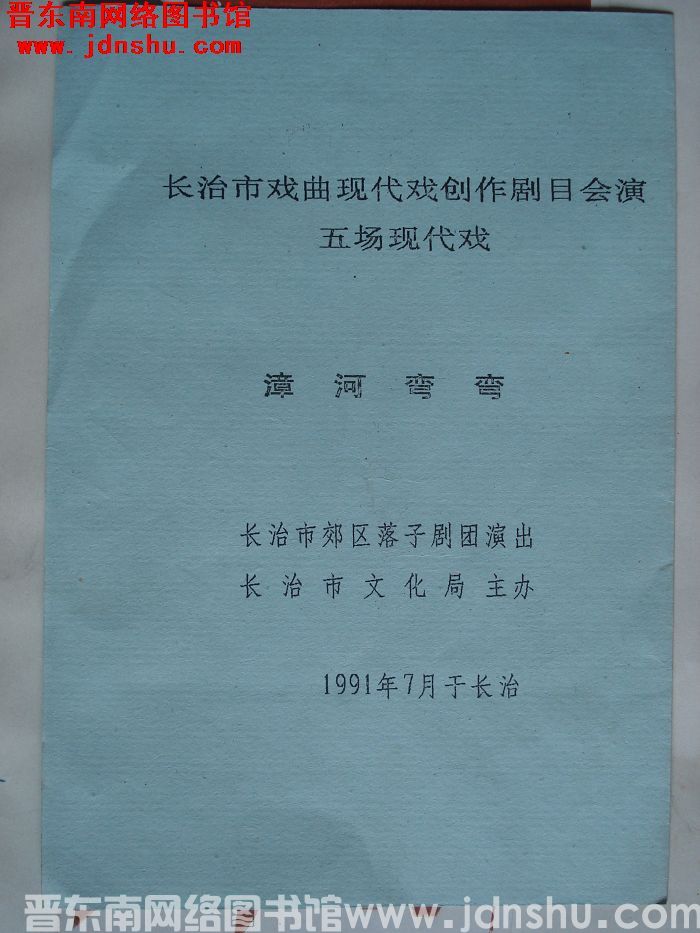 晋东南网络图书馆
www.jdnshu.com
长治市戏曲现代戏创作剧目会演
五场现代戏
漳河弯弯
长治市郊区落子剧团演出
长治市文化局主办
1991年7月于长治
晋东南网络图书馆www.jdnshu.com